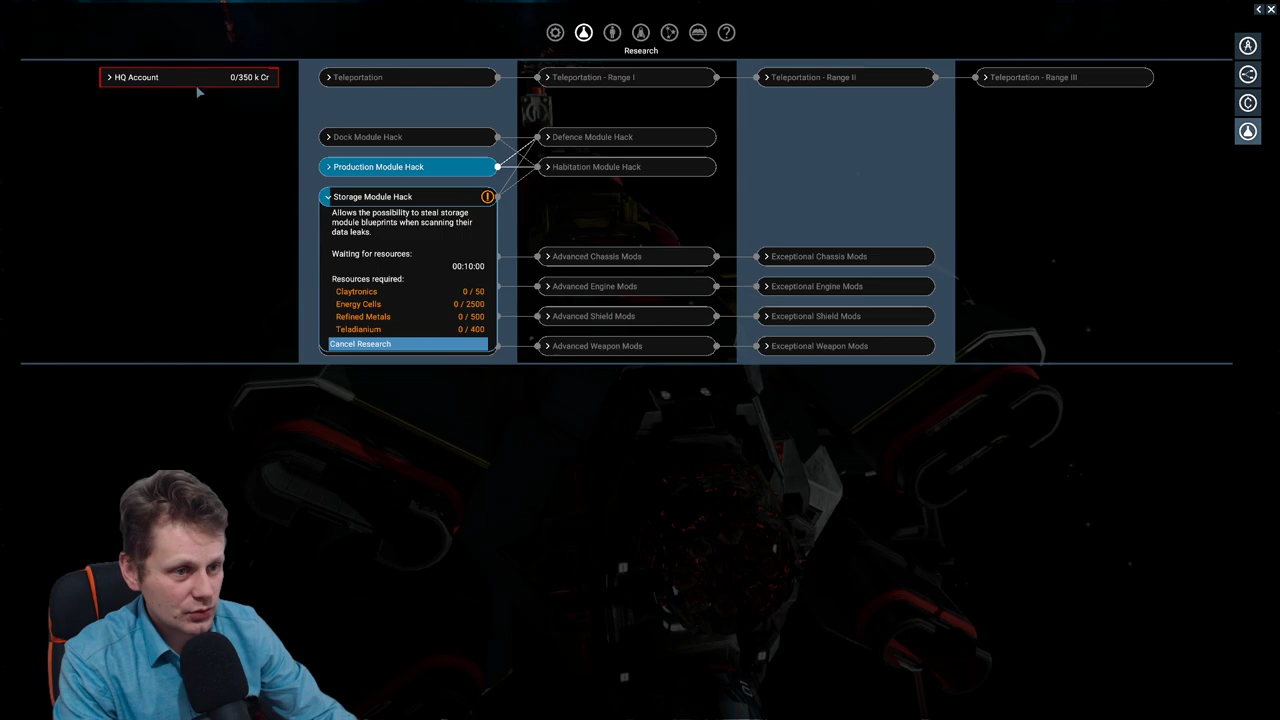 Research
HQ Account 0/350 k Cr
Teleportation
Teleportation - Range I
Teleportation - Range II
Teleportation - Range III
Dock Module Hack
Defence Module Hack
Production Module Hack
Habitation Module Hack
Storage Module Hack
Allows the possibility to steal storage
module blueprints when scanning their
data leaks.
Waiting for resources:
00:10:00
Resources required:
Claytronics 0 / 50
Energy Cells 0 / 2500
Refined Metals 0 / 500
Teladianium 0 / 400
Cancel Research
Advanced Chassis Mods
Exceptional Chassis Mods
Advanced Engine Mods
Exceptional Engine Mods
Advanced Shield Mods
Exceptional Shield Mods
Advanced Weapon Mods
Exceptional Weapon Mods